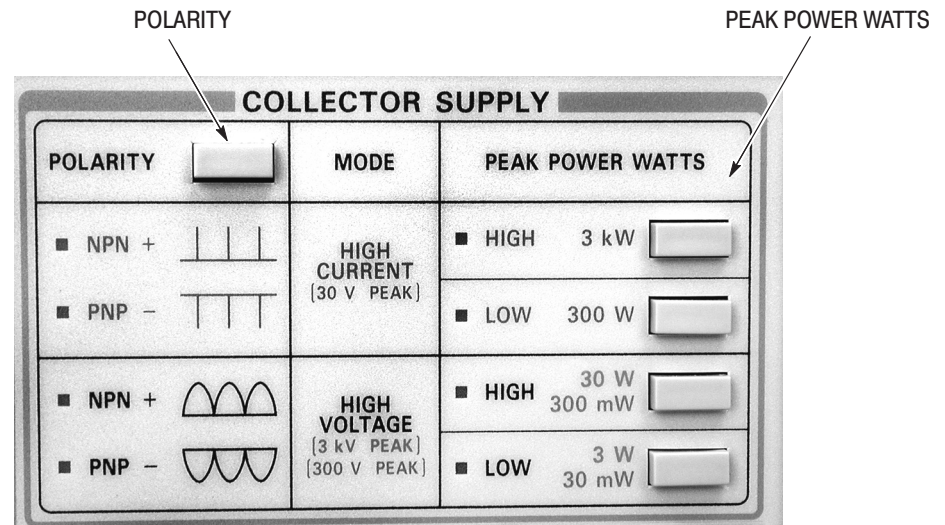 POLARITY
PEAK POWER WATTS
COLLECTOR SUPPLY
POLARITY
MODE
PEAK POWER WATTS
NPN +
PNP −
HIGH
CURRENT
(30 V PEAK)
HIGH 3 kW
LOW 300 W
NPN +
PNP −
HIGH
VOLTAGE
(3 kV PEAK)
(300 V PEAK)
HIGH 30 W
300 mW
LOW 3 W
30 mW